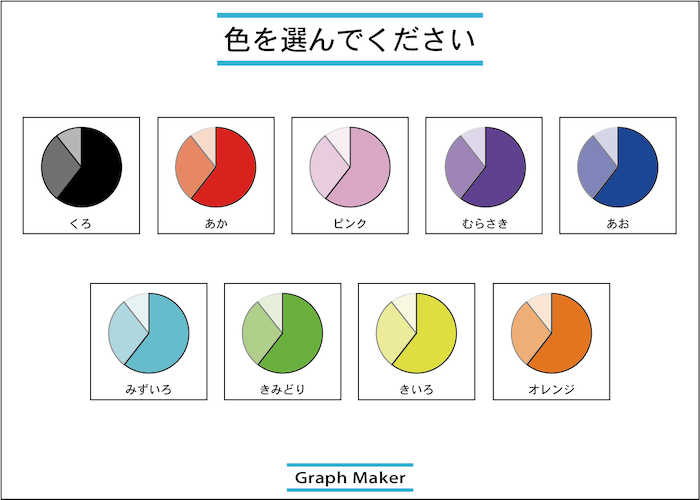 色を選んでください
くろ
あか
ピンク
むらさき
あお
みずいろ
きみどり
きいろ
オレンジ
Graph Maker